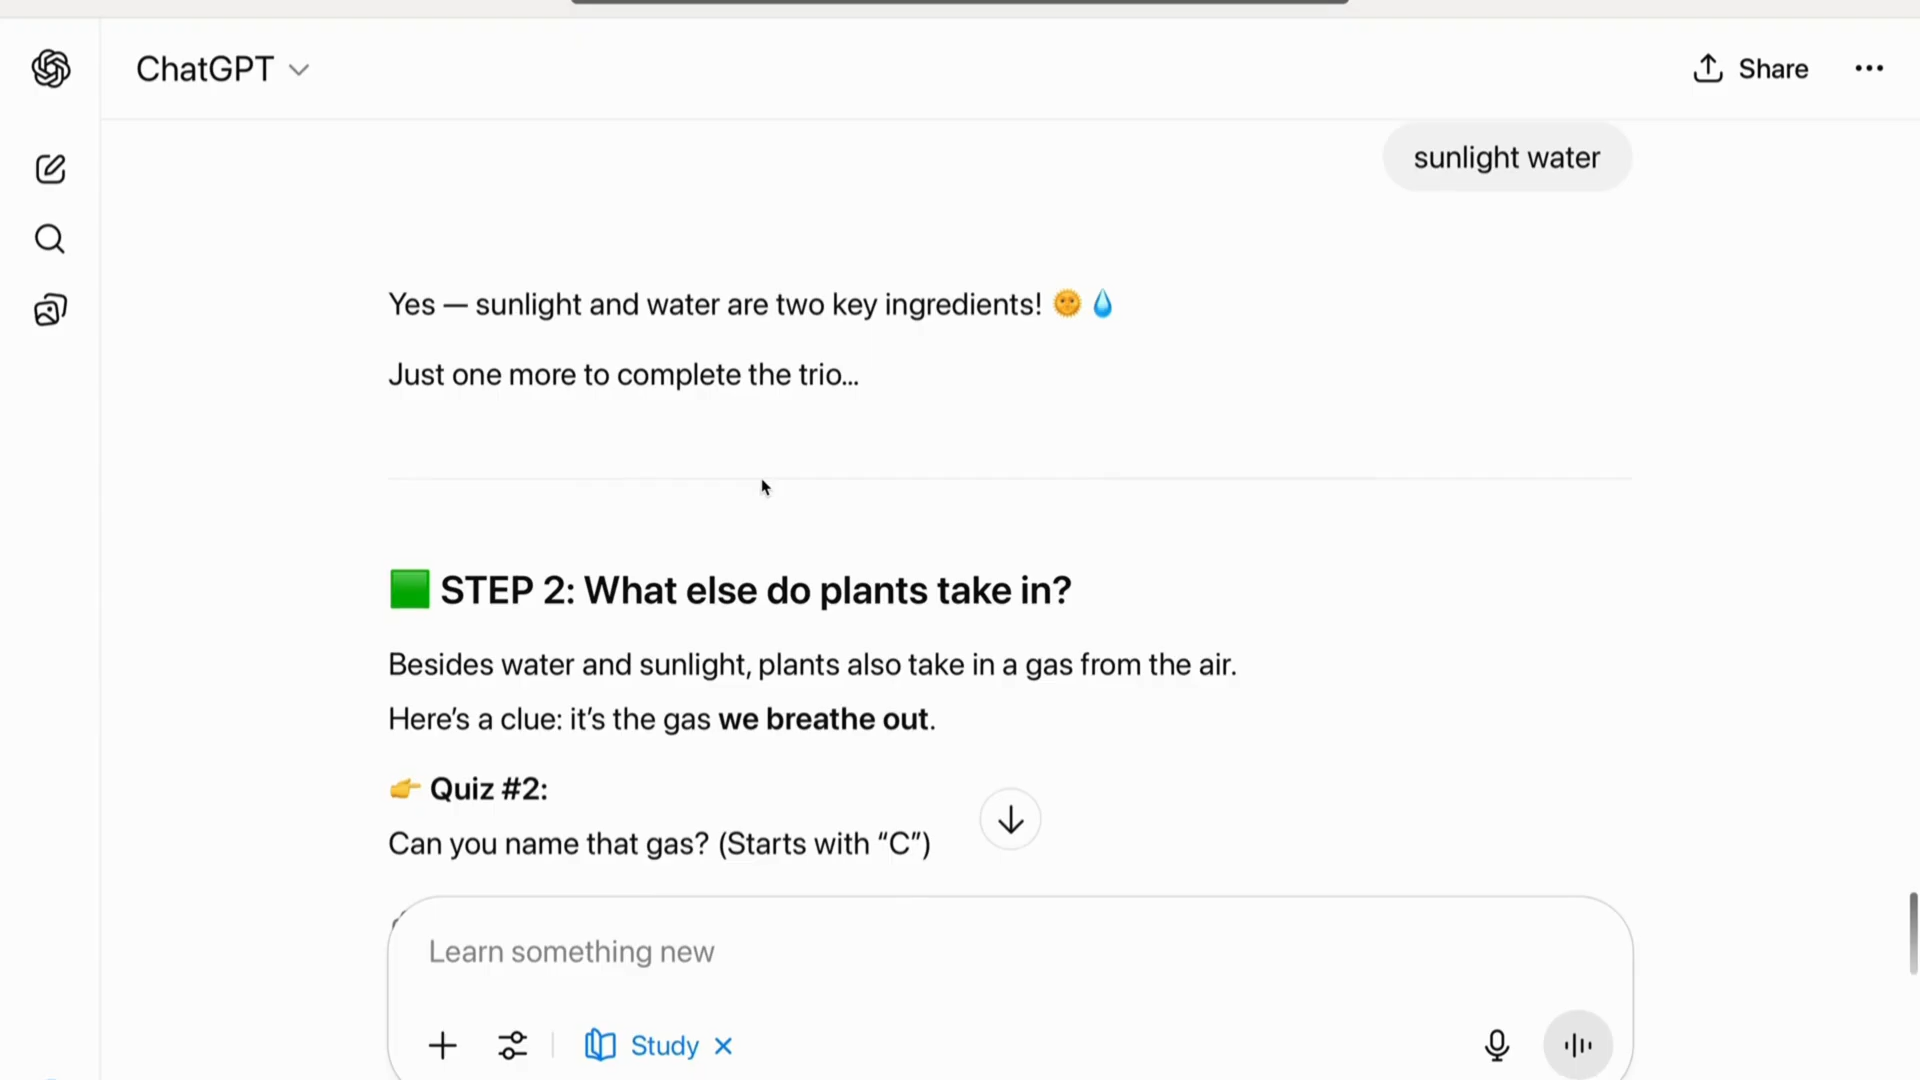 ChatGPT
Share
sunlight water
Yes — sunlight and water are two key ingredients! 🌞 💧
Just one more to complete the trio…
🟩 STEP 2: What else do plants take in?
Besides water and sunlight, plants also take in a gas from the air.
Here’s a clue: it’s the gas we breathe out.
👉 Quiz #2:
Can you name that gas? (Starts with “C”)
Learn something new
Study